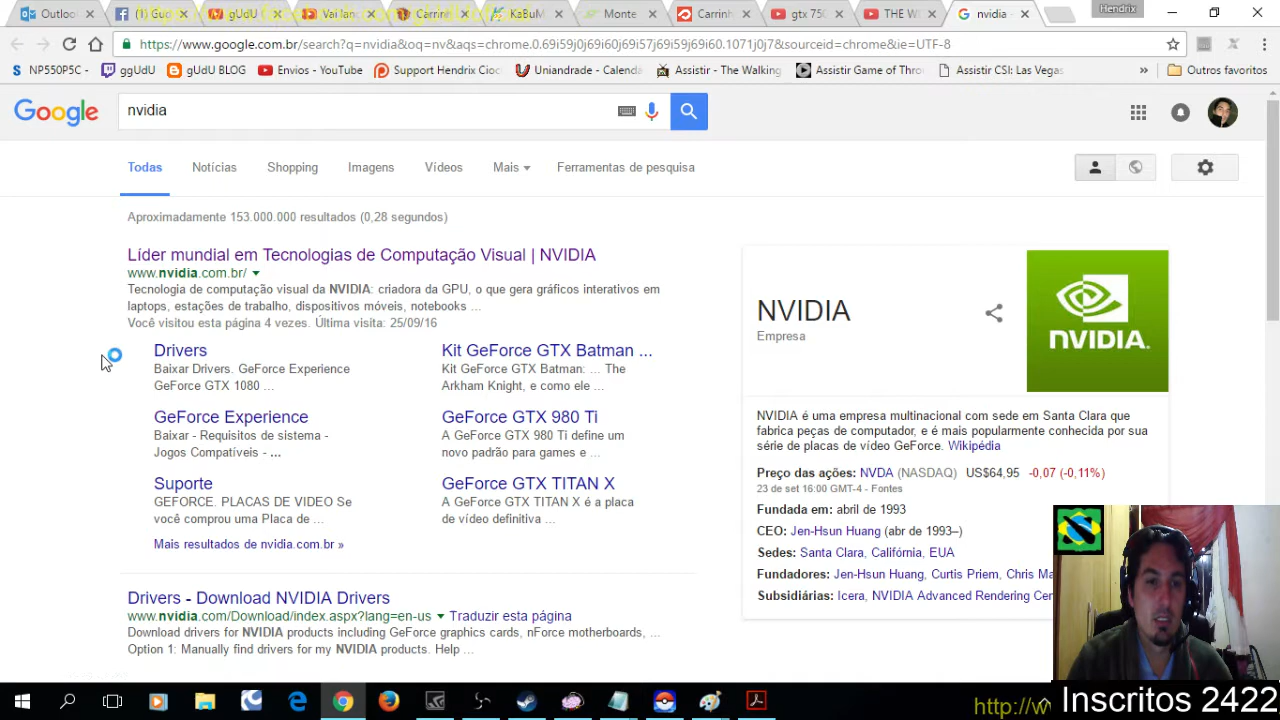 Outloo
(1) Gug
gUdU
Vai lan
Carrin
KaBuM
Monte
Carrinh
gtx 750
THE W
nvidia -
Hendrix
https://www.google.com.br/search?q=nvidia&oq=nv&aqs=chrome.0.69i59j0j69i60j69i57j69i59j69i60.1071j0j7&sourceid=chrome&ie=UTF-8
NP550P5C -
ggUdU
gUdU BLOG
Envios - YouTube
Support Hendrix Cioc
Uniandrade - Calenda
Assistir - The Walking
Assistir Game of Thro
Assistir CSI: Las Vegas
»
Outros favoritos
Google
nvidia
Todas
Notícias
Shopping
Imagens
Vídeos
Mais
Ferramentas de pesquisa
Aproximadamente 153.000.000 resultados (0,28 segundos)
Líder mundial em Tecnologias de Computação Visual | NVIDIA
www.nvidia.com.br/
Tecnologia de computação visual da NVIDIA: criadora da GPU, o que gera gráficos interativos em
laptops, estações de trabalho, dispositivos móveis, notebooks ...
Você visitou esta página 4 vezes. Última visita: 25/09/16
Drivers
Baixar Drivers. GeForce Experience
GeForce GTX 1080 ...
Kit GeForce GTX Batman ...
Kit GeForce GTX Batman: ... The
Arkham Knight, e como ele ...
GeForce Experience
Baixar - Requisitos de sistema -
Jogos Compatíveis - ...
GeForce GTX 980 Ti
A GeForce GTX 980 Ti define um
novo padrão para games e ...
Suporte
GEFORCE. PLACAS DE VIDEO Se
você comprou uma Placa de ...
GeForce GTX TITAN X
A GeForce GTX TITAN X é a placa
de vídeo definitiva ...
Mais resultados de nvidia.com.br »
Drivers - Download NVIDIA Drivers
www.nvidia.com/Download/index.aspx?lang=en-us Traduzir esta página
Download drivers for NVIDIA products including GeForce graphics cards, nForce motherboards, ...
Option 1: Manually find drivers for my NVIDIA products. Help ...
NVIDIA
Empresa
NVIDIA.
NVIDIA é uma empresa multinacional com sede em Santa Clara que
fabrica peças de computador, e é mais popularmente conhecida por sua
série de placas de vídeo GeForce. Wikipédia
Preço das ações: NVDA (NASDAQ) US$64,95 -0,07 (-0,11%)
23 de set 16:00 GMT-4 - Fontes
Fundada em: abril de 1993
CEO: Jen-Hsun Huang (abr de 1993–)
Sedes: Santa Clara, Califórnia, EUA
Fundadores: Jen-Hsun Huang, Curtis Priem, Chris Ma
Subsidiárias: Icera, NVIDIA Advanced Rendering Cen
http://w
Inscritos 2422